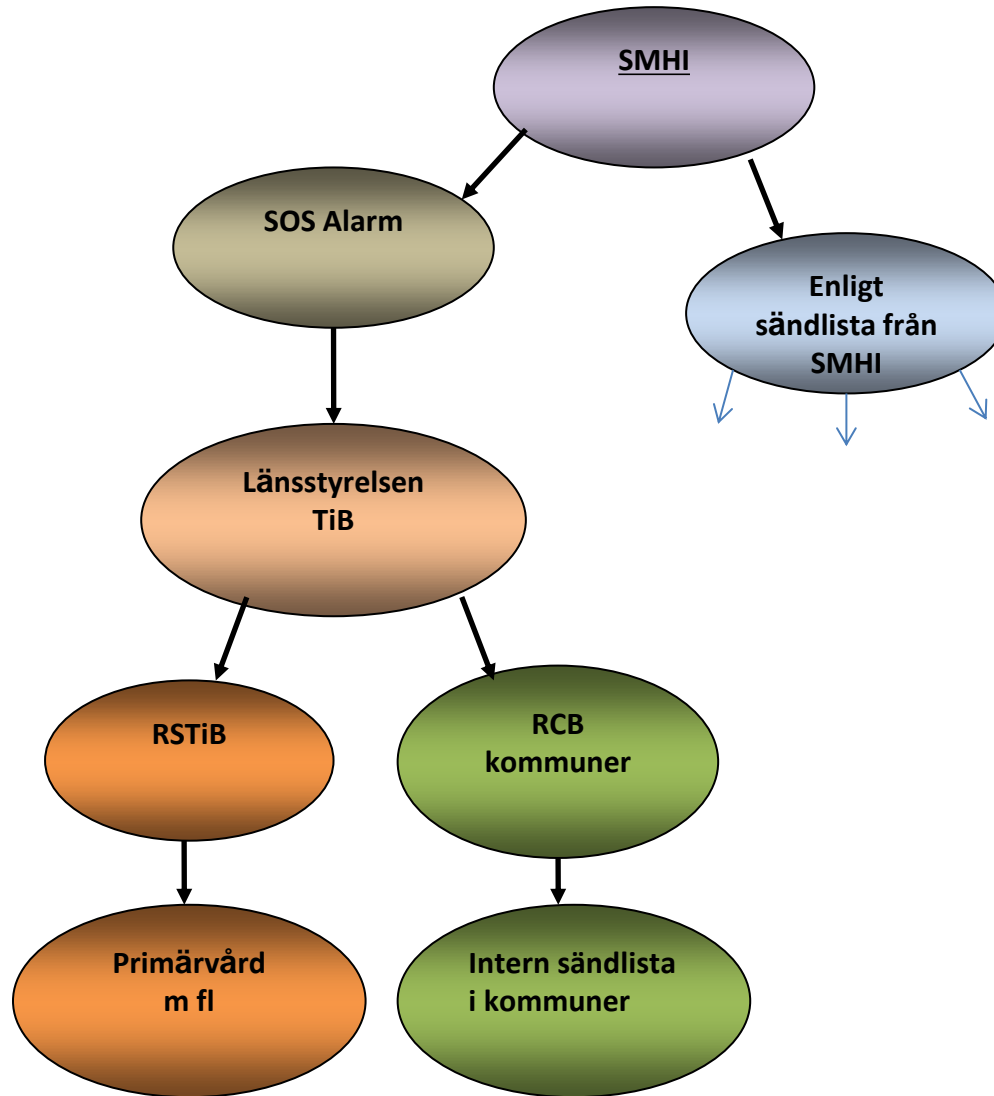 SMHI
SOS Alarm
Enligt
sändlista från
SMHI
Länsstyrelsen
TiB
RSTiB
RCB
kommuner
Primärvård
m fl
Intern sändlista
i kommuner